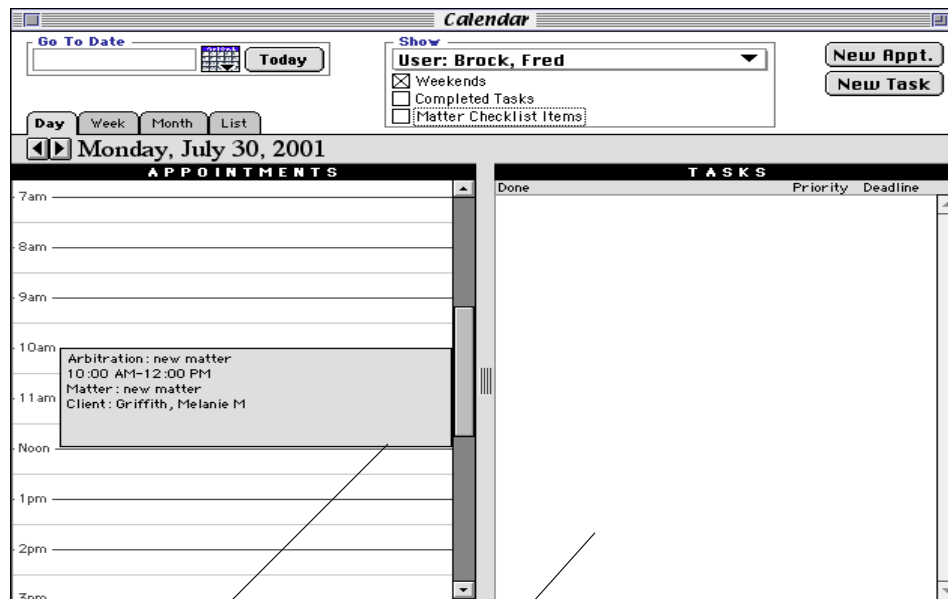 Calendar
Go To Date
Today
Show
User: Brock, Fred
Weekends
Completed Tasks
Matter Checklist Items
New Appt.
New Task
Day Week Month List
Monday, July 30, 2001
APPOINTMENTS
7am
8am
9am
10am
Arbitration: new matter
10:00 AM-12:00 PM
Matter: new matter
Client: Griffith, Melanie M
11am
Noon
1pm
2pm
3pm
TASKS
Done Priority Deadline